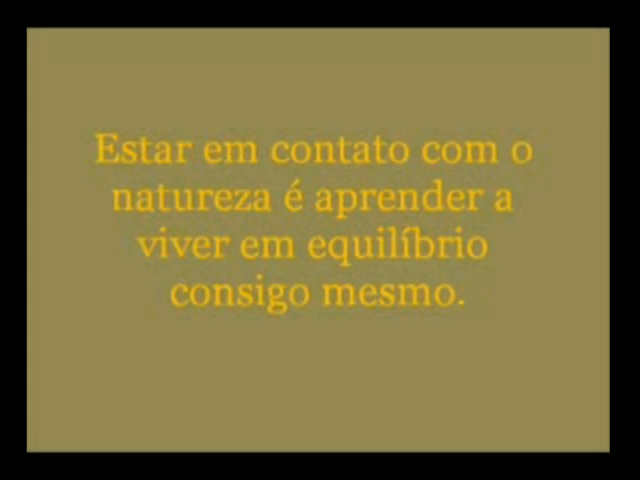 Estar em contato com o
natureza é aprender a
viver em equilíbrio
consigo mesmo.